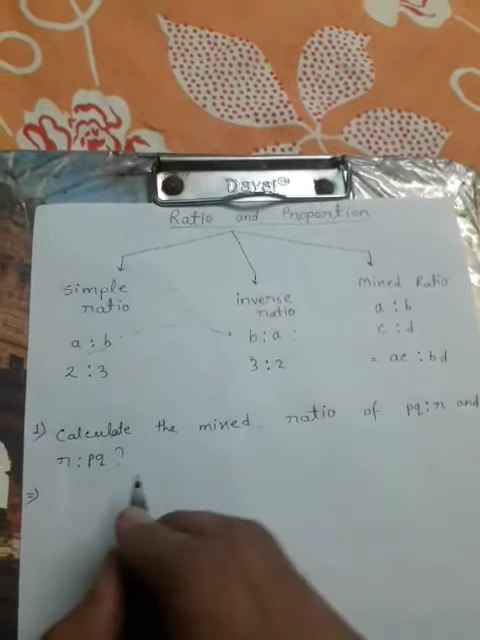 Dayal
Ratio and Proportion
simple
ratio
a : b
2 : 3
inverse
ratio
b : a :
3 : 2
Mixed Ratio
a : b
c : d
= ac : bd
1) Calculate the mixed ratio of pq : r and
r : pq ?
⇒